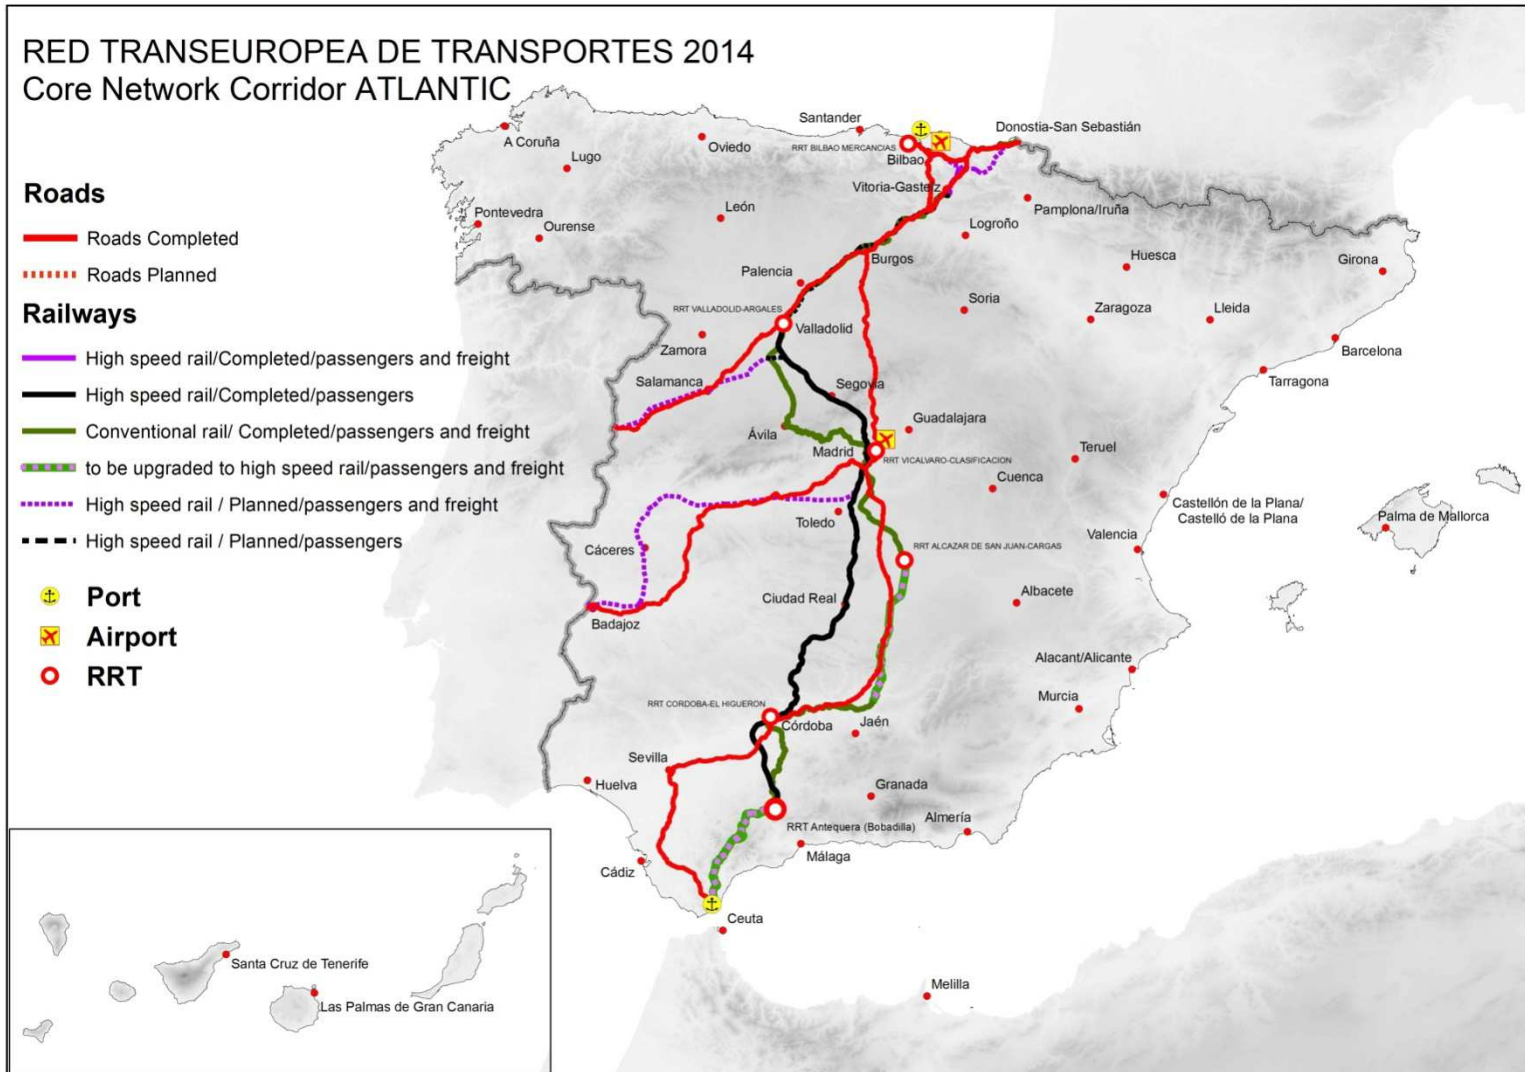 RED TRANSEUROPEA DE TRANSPORTES 2014
Core Network Corridor ATLANTIC
Roads
Roads Completed
Roads Planned
Railways
High speed rail/Completed/passengers and freight
High speed rail/Completed/passengers
Conventional rail/ Completed/passengers and freight
to be upgraded to high speed rail/passengers and freight
High speed rail / Planned/passengers and freight
High speed rail / Planned/passengers
Port
Airport
RRT
A Coruña
Lugo
Pontevedra
Ourense
Oviedo
León
Santander
RRT BILBAO MERCANCIAS
Bilbao
Donostia-San Sebastián
Vitoria-Gasteiz
Pamplona/Iruña
Logroño
Burgos
Palencia
Huesca
Girona
Soria
Zaragoza
Lleida
Barcelona
Tarragona
RRT VALLADOLID-ARGALES
Valladolid
Zamora
Salamanca
Segovia
Guadalajara
Ávila
Madrid
RRT VICALVARO-CLASIFICACION
Teruel
Cuenca
Castellón de la Plana/
Castelló de la Plana
Palma de Mallorca
Toledo
Valencia
Cáceres
RRT ALCAZAR DE SAN JUAN-CARGAS
Albacete
Ciudad Real
Badajoz
Alacant/Alicante
Murcia
RRT CORDOBA-EL HIGUERON
Córdoba
Jaén
Sevilla
Huelva
Granada
Almería
RRT Antequera (Bobadilla)
Málaga
Cádiz
Ceuta
Melilla
Santa Cruz de Tenerife
Las Palmas de Gran Canaria